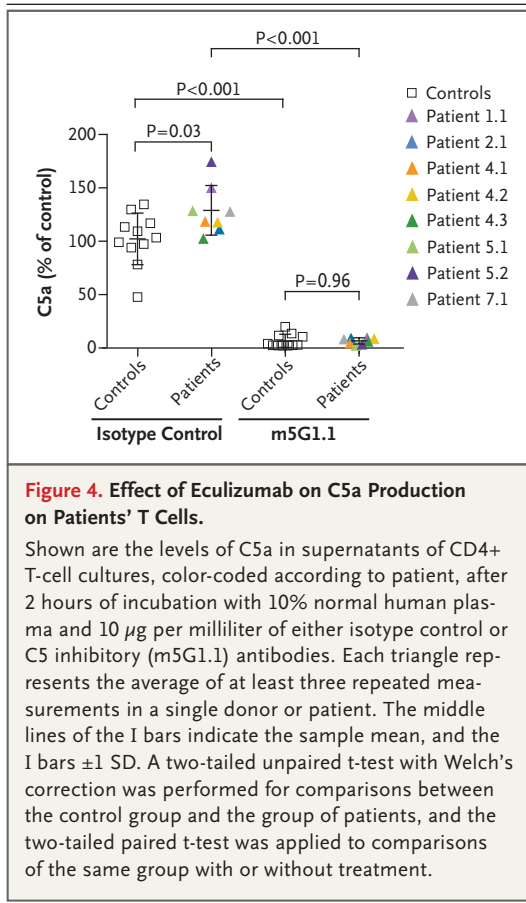 P<0.001
P<0.001
P=0.03
P=0.96
C5a (% of control)
200
150
100
50
0
Controls
Patients
Controls
Patients
Isotype Control
m5G1.1
Controls
Patient 1.1
Patient 2.1
Patient 4.1
Patient 4.2
Patient 4.3
Patient 5.1
Patient 5.2
Patient 7.1
Figure 4. Effect of Eculizumab on C5a Production
on Patients’ T Cells.
Shown are the levels of C5a in supernatants of CD4+
T-cell cultures, color-coded according to patient, after
2 hours of incubation with 10% normal human plas-
ma and 10 μg per milliliter of either isotype control or
C5 inhibitory (m5G1.1) antibodies. Each triangle rep-
resents the average of at least three repeated mea-
surements in a single donor or patient. The middle
lines of the I bars indicate the sample mean, and the
I bars ±1 SD. A two-tailed unpaired t-test with Welch’s
correction was performed for comparisons between
the control group and the group of patients, and the
two-tailed paired t-test was applied to comparisons
of the same group with or without treatment.